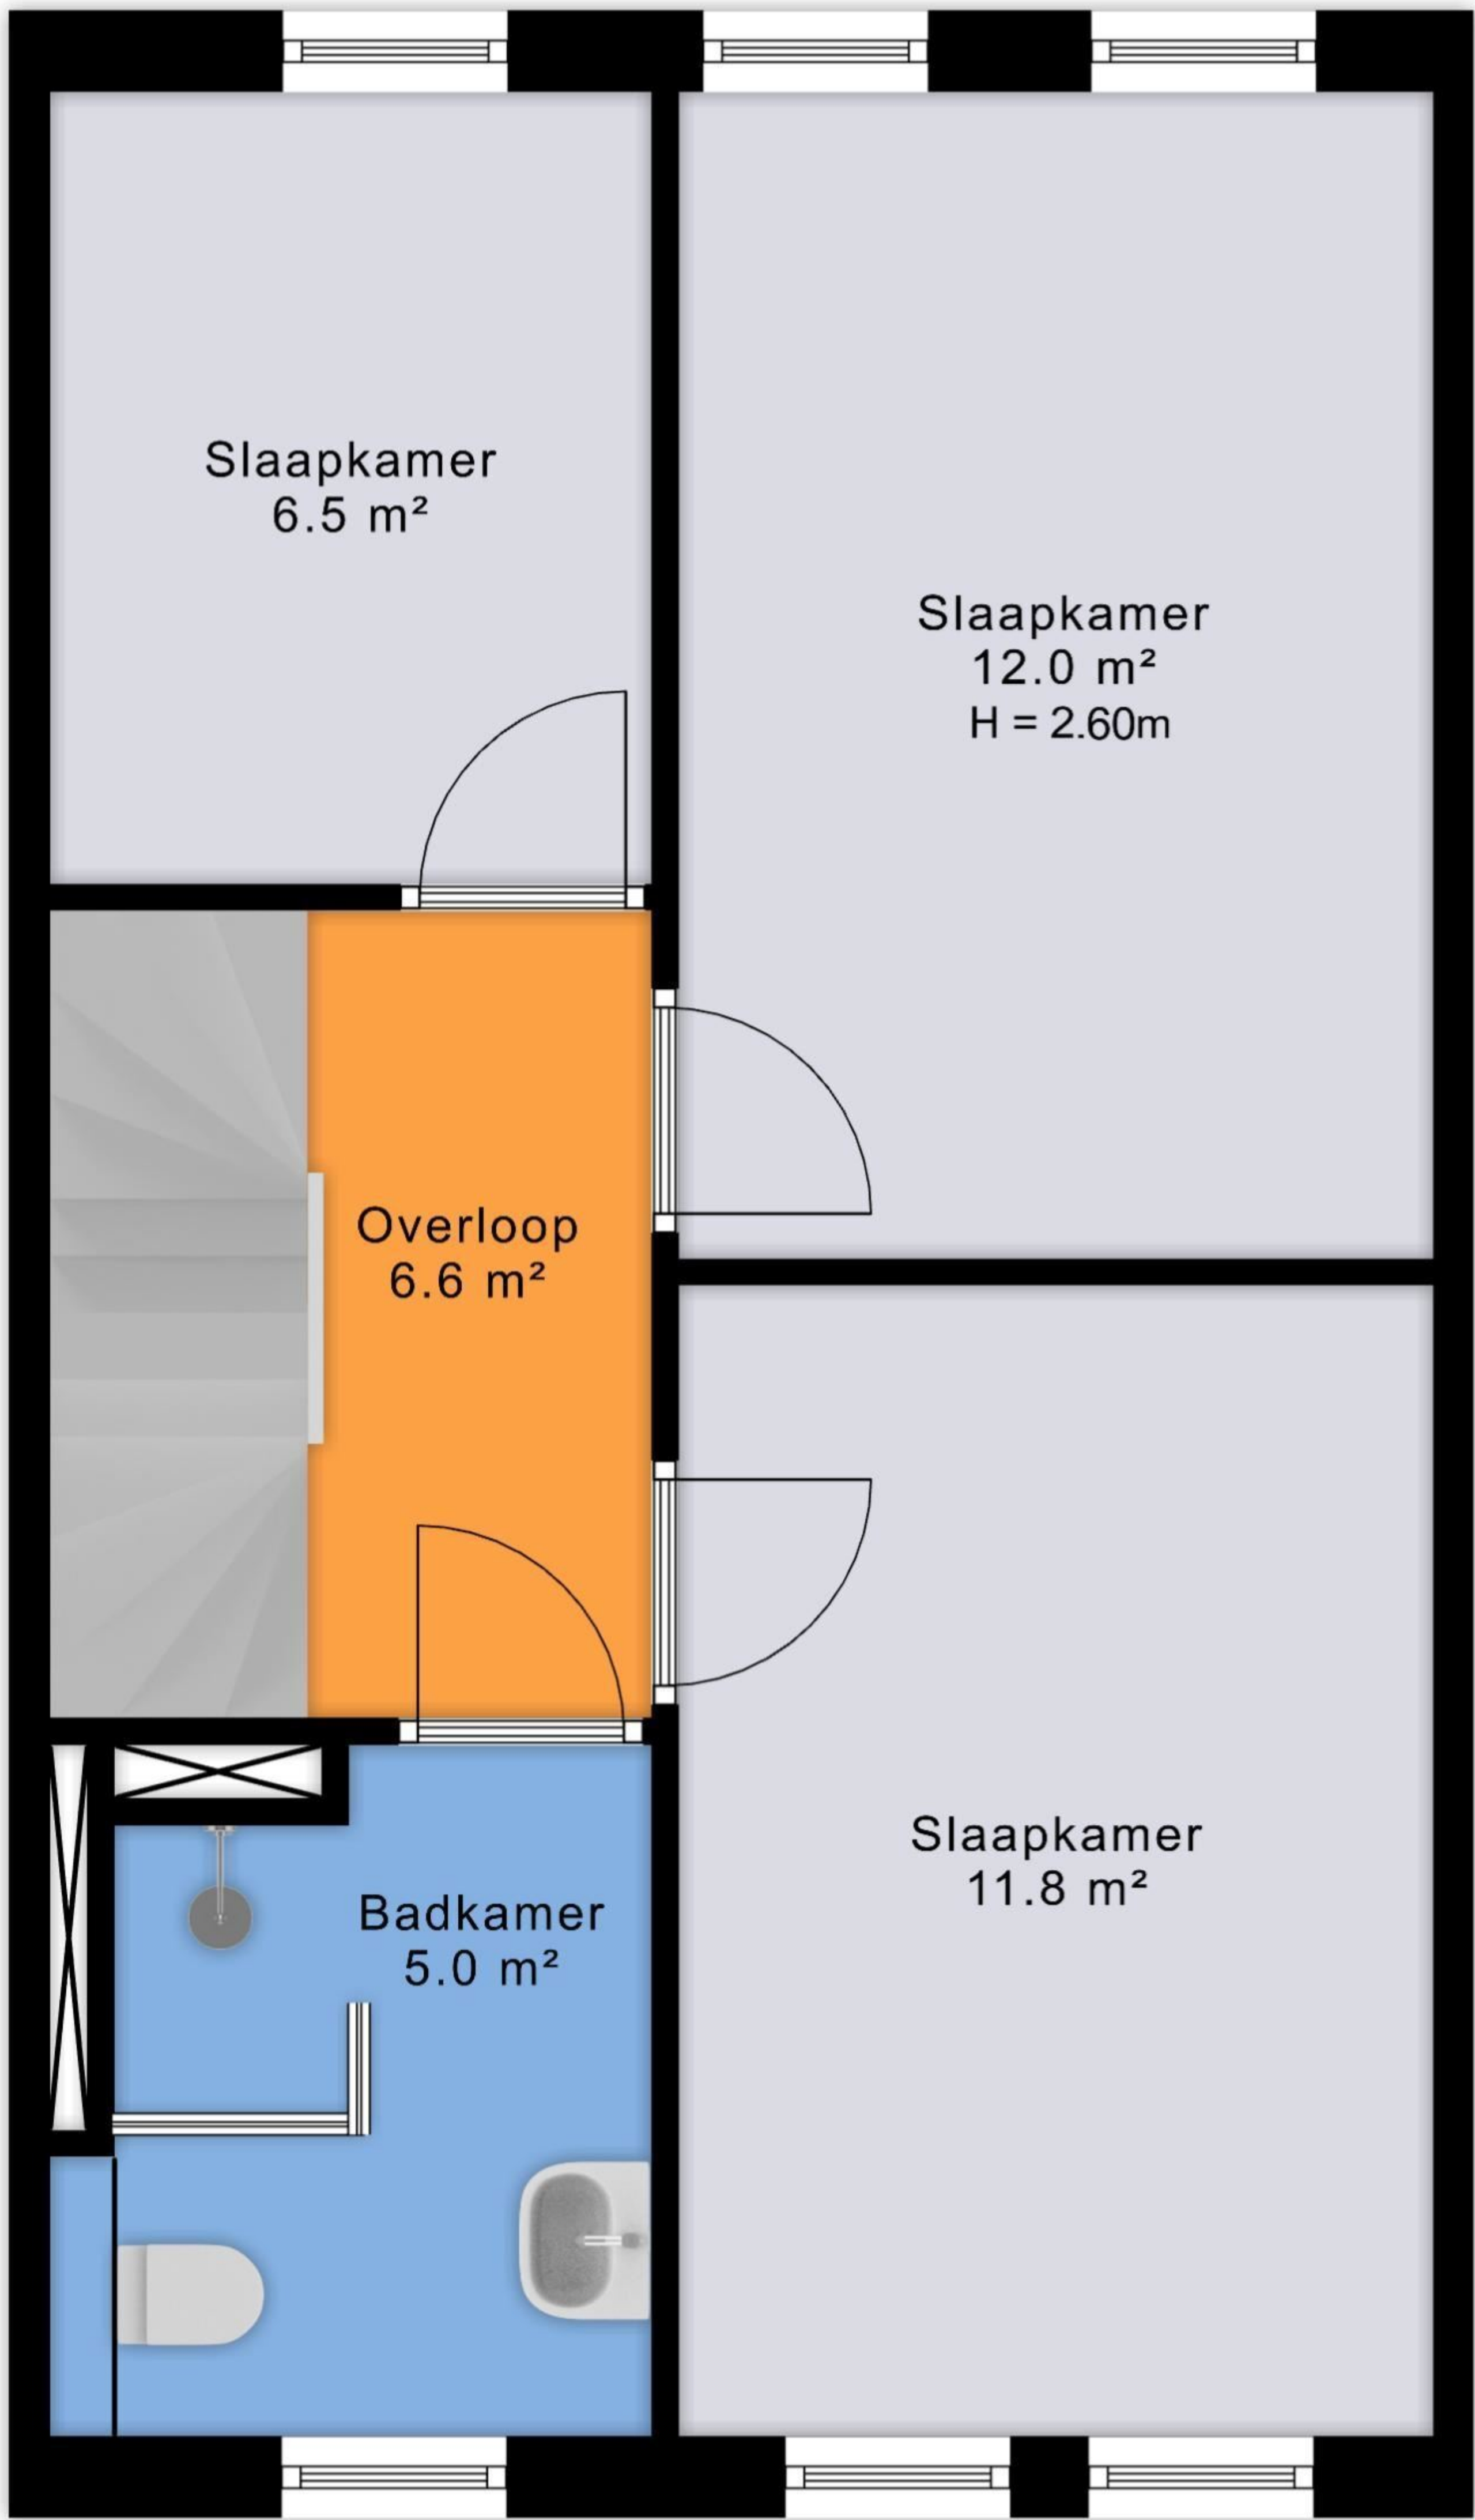 Slaapkamer
6.5 m²
Slaapkamer
12.0 m²
H = 2.60m
Overloop
6.6 m²
Slaapkamer
11.8 m²
Badkamer
5.0 m²